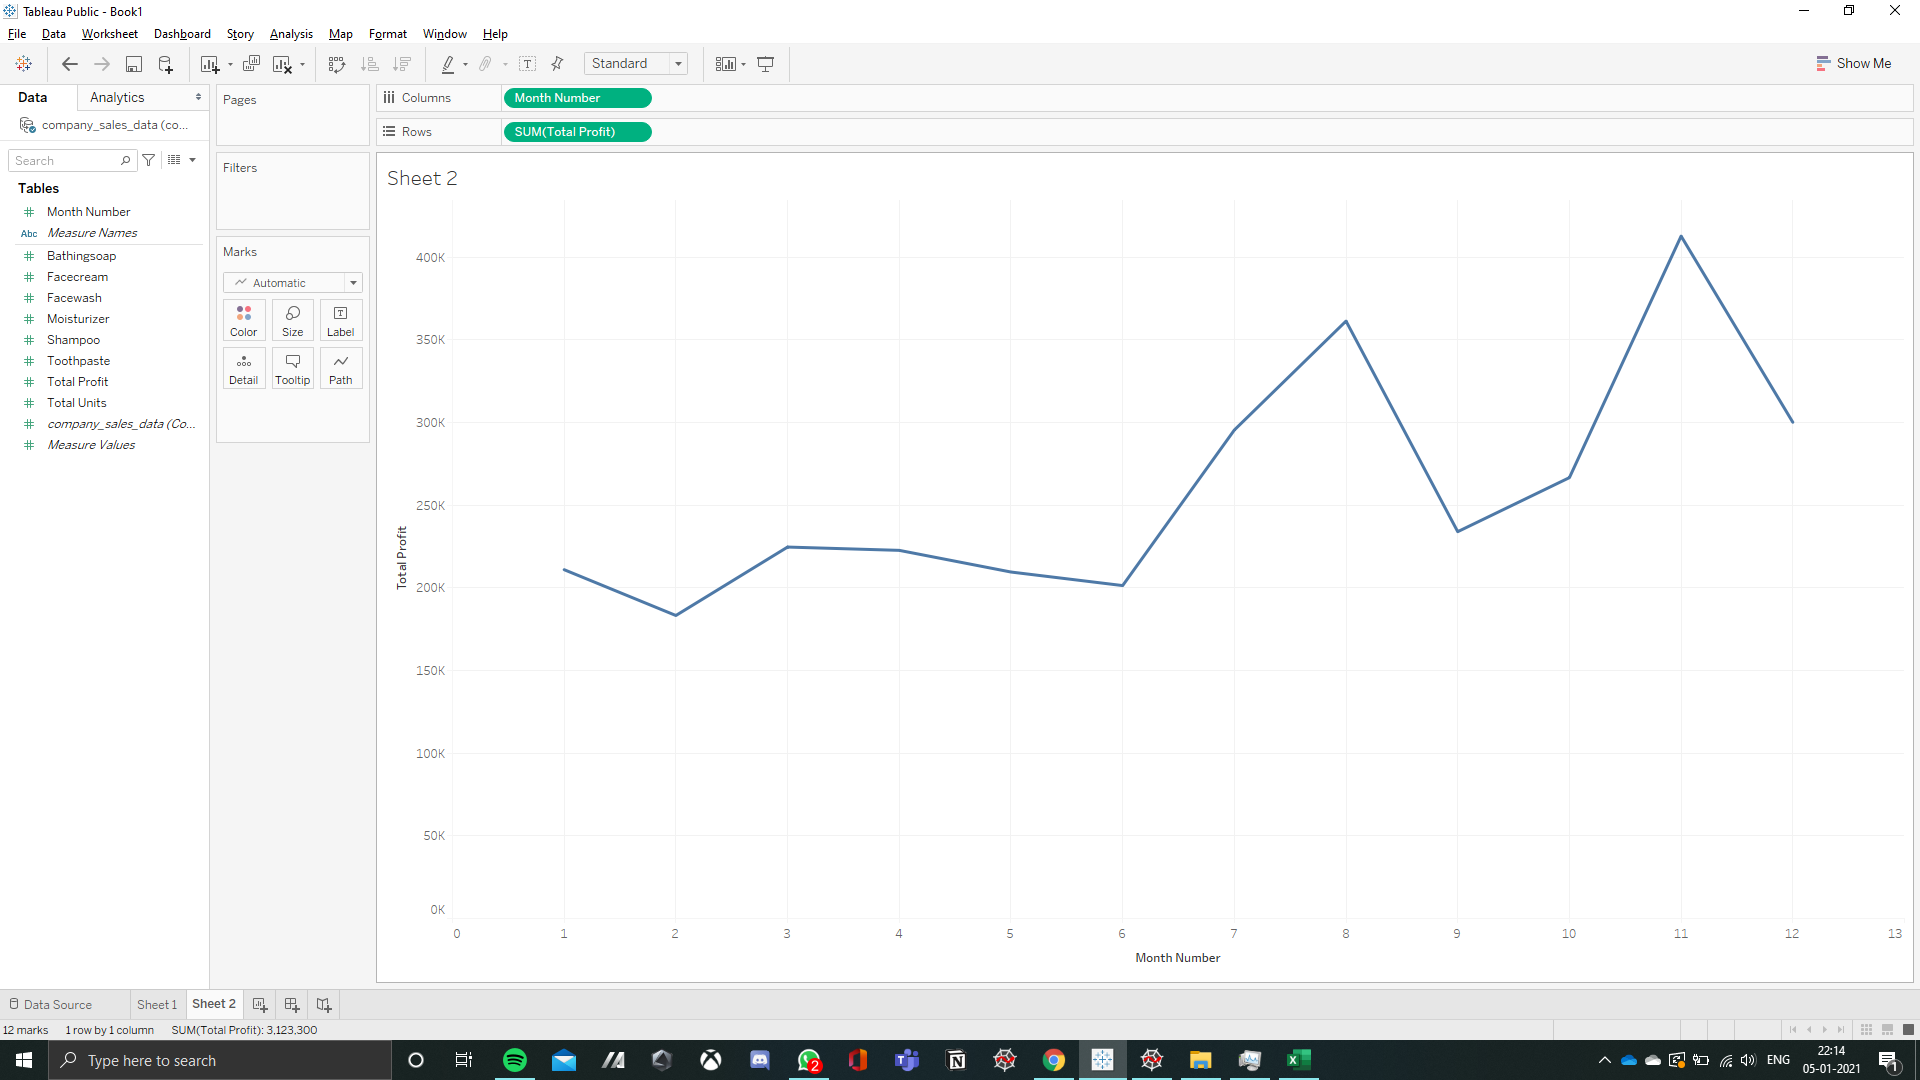 Tableau Public - Book1
File Data Worksheet Dashboard Story Analysis Map Format Window Help
Standard
Show Me
Data Analytics
company_sales_data (co...
Search
Tables
Month Number
Abc Measure Names
Bathingsoap
Facecream
Facewash
Moisturizer
Shampoo
Toothpaste
Total Profit
Total Units
company_sales_data (Co...
Measure Values
Pages
Filters
Marks
Automatic
Color Size Label
Detail Tooltip Path
Columns Month Number
Rows SUM(Total Profit)
Sheet 2
400K
350K
300K
250K
200K
150K
100K
50K
0K
Total Profit
0 1 2 3 4 5 6 7 8 9 10 11 12 13
Month Number
Data Source Sheet 1 Sheet 2
12 marks 1 row by 1 column SUM(Total Profit): 3,123,300
Type here to search
2
ENG
22:14
05-01-2021
1